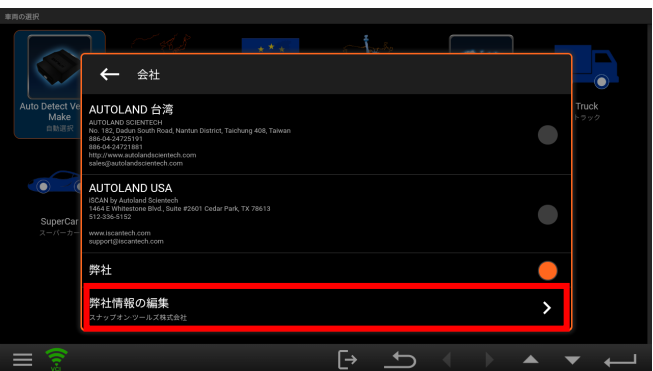 車両の選択
会社
Auto Detect Ve
Make
自動選択
Truck
トラック
SuperCar
スーパーカー
AUTOLAND 台湾
AUTOLAND SCIENTECH
No. 182, Dadun South Road, Nantun District, Taichung 408, Taiwan
886-04-24725191
886-04-24721881
http://www.autolandscientech.com
sales@autolandscientech.com
AUTOLAND USA
iSCAN by Autoland Scientech
1464 E Whitestone Blvd., Suite #2601 Cedar Park, TX 78613
512-336-5152
www.iscantech.com
support@iscantech.com
弊社
弊社情報の編集
スナップオン・ツールズ株式会社
VCI